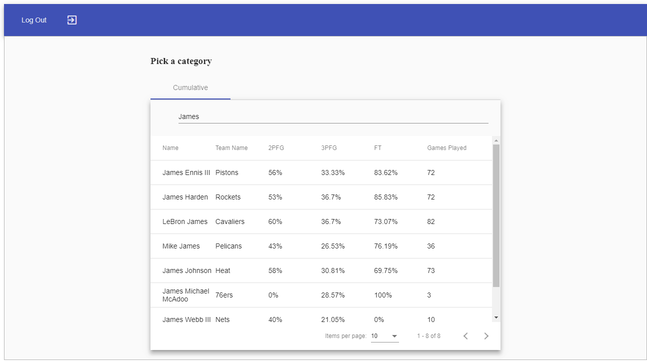 Log Out
Pick a category
Cumulative
James
Name Team Name 2PFG 3PFG FT Games Played
James Ennis III Pistons 56% 33.33% 83.62% 72
James Harden Rockets 53% 36.7% 85.83% 72
LeBron James Cavaliers 60% 36.7% 73.07% 82
Mike James Pelicans 43% 26.53% 76.19% 36
James Johnson Heat 58% 30.81% 69.75% 73
James Michael
McAdoo 76ers 0% 28.57% 100% 3
James Webb III Nets 40% 21.05% 0% 10
Items per page 10 1 - 8 of 8